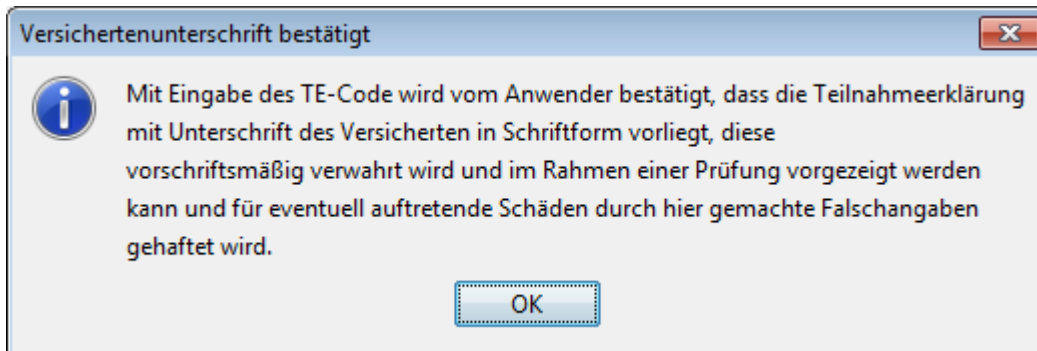 Versichertenunterschrift bestätigt
Mit Eingabe des TE-Code wird vom Anwender bestätigt, dass die Teilnahmeerklärung
mit Unterschrift des Versicherten in Schriftform vorliegt, diese
vorschriftsmäßig verwahrt wird und im Rahmen einer Prüfung vorgezeigt werden
kann und für eventuell auftretende Schäden durch hier gemachte Falschangaben
gehaftet wird.
OK